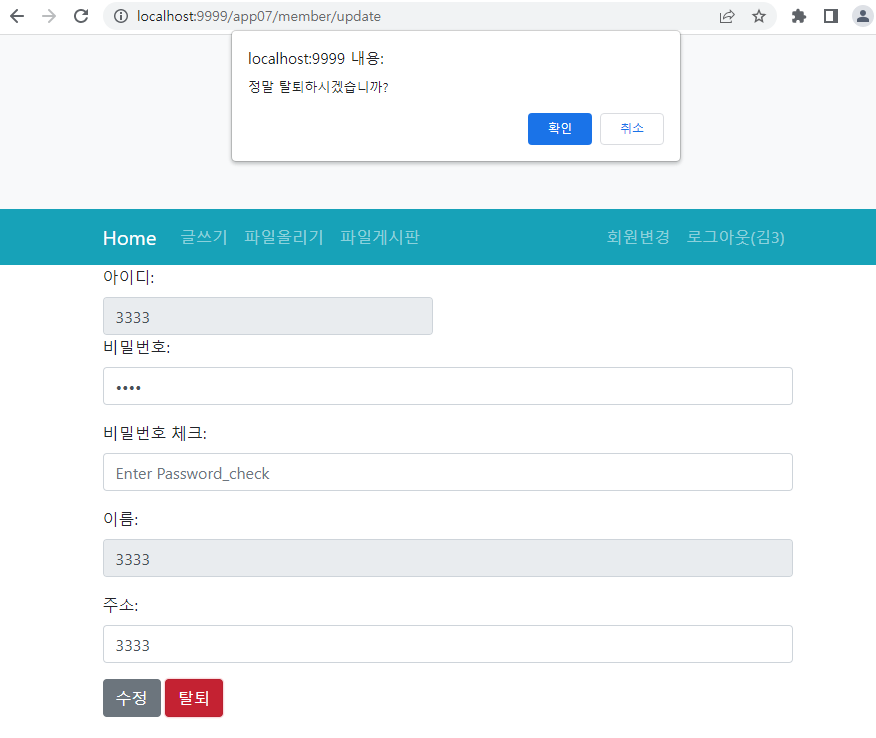 localhost:9999/app07/member/update
localhost:9999 내용:
정말 탈퇴하시겠습니까?
확인 취소
Home 글쓰기 파일올리기 파일게시판 회원변경 로그아웃(김3)
아이디:
3333
비밀번호:
••••
비밀번호 체크:
Enter Password_check
이름:
3333
주소:
3333
수정 탈퇴